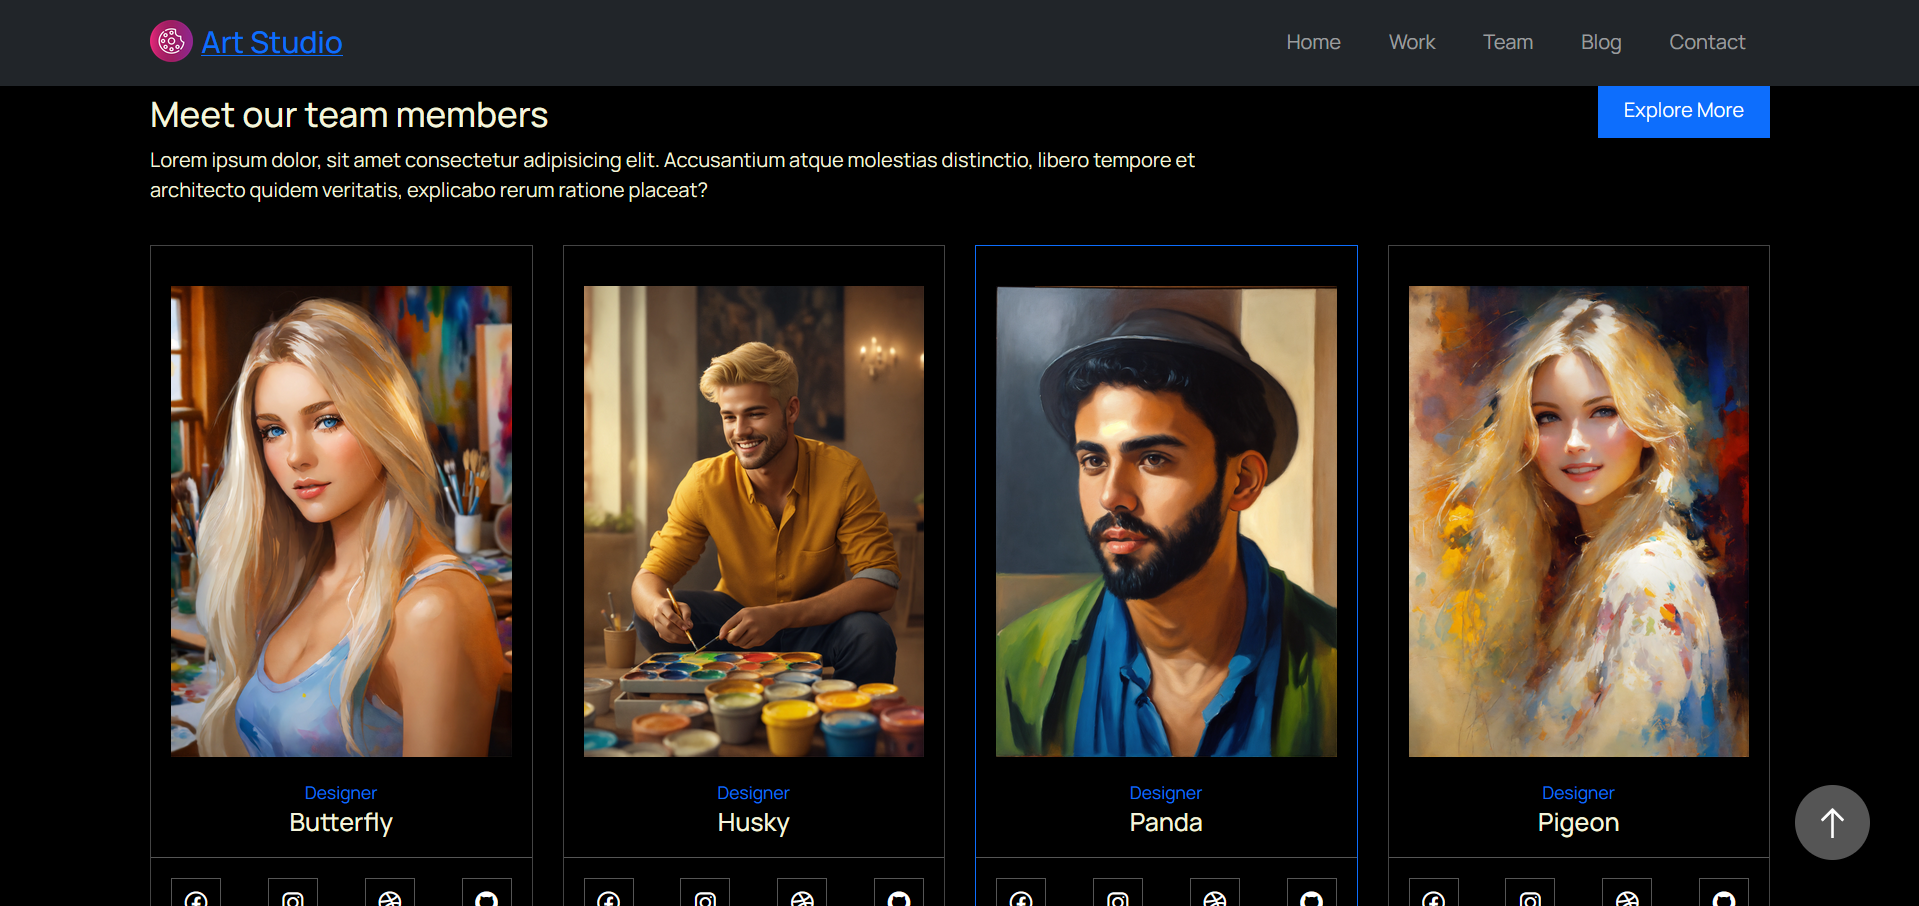 Art Studio
Home Work Team Blog Contact
Meet our team members
Explore More
Lorem ipsum dolor, sit amet consectetur adipisicing elit. Accusantium atque molestias distinctio, libero tempore et
architecto quidem veritatis, explicabo rerum ratione placeat?
Designer
Butterfly
Designer
Husky
Designer
Panda
Designer
Pigeon